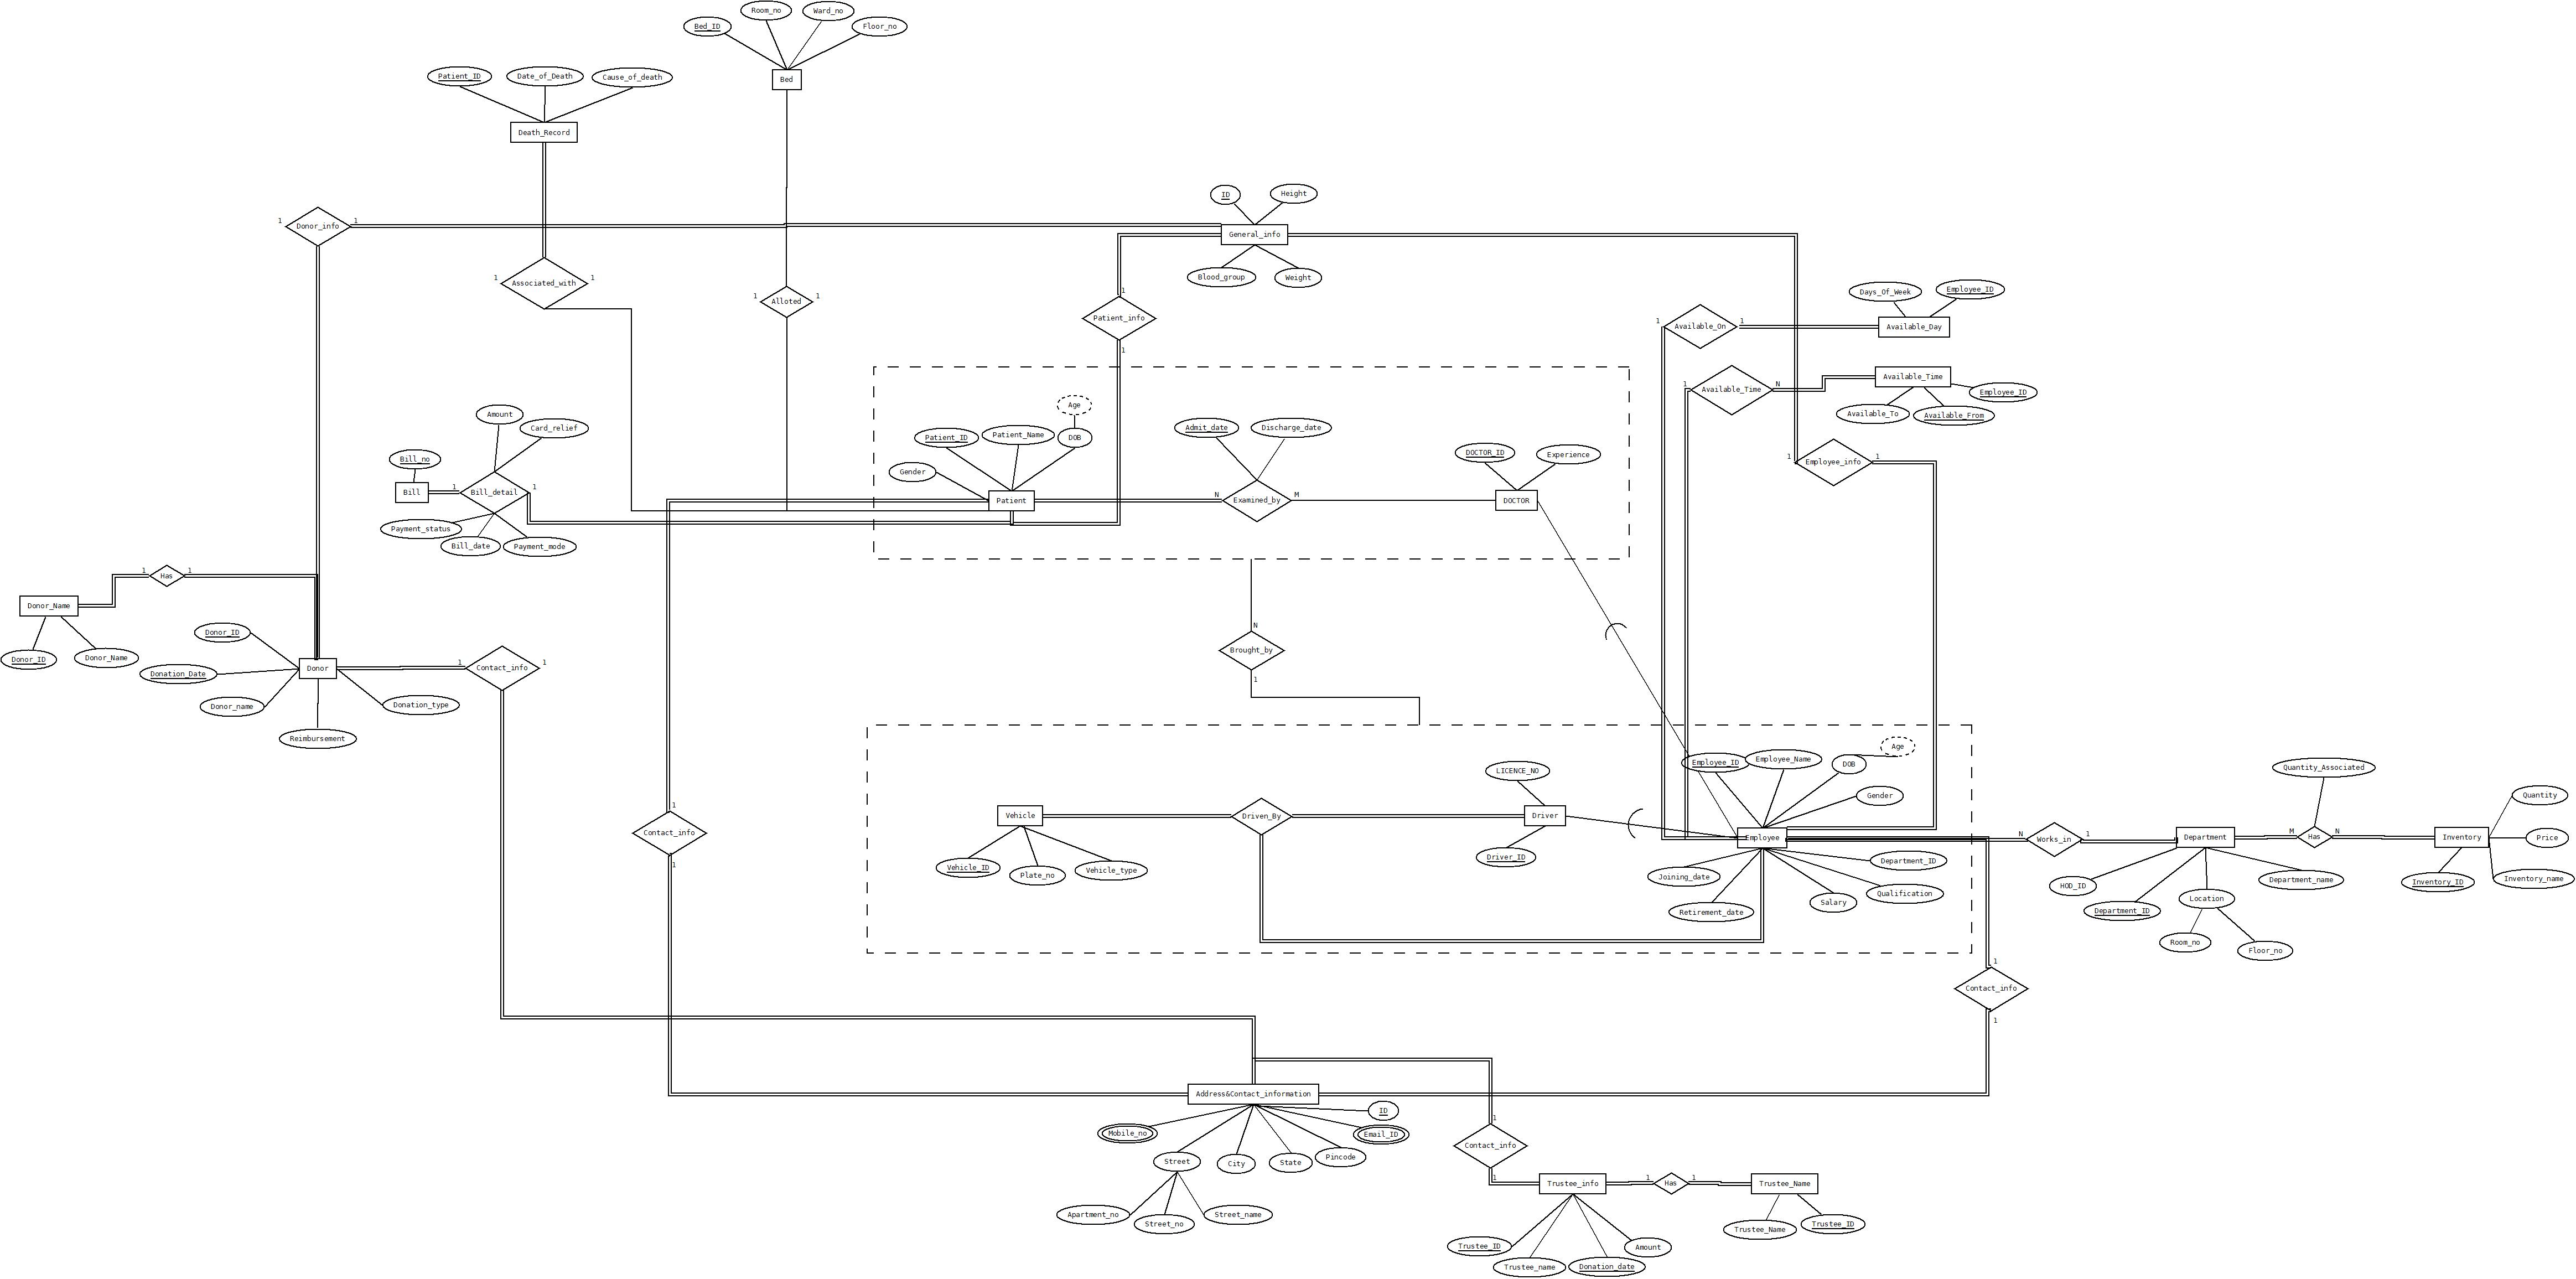 Room_no
Ward_no
Bed_ID
Floor_no
Bed
Patient_ID
Date_of_Death
Cause_of_death
Death_Record
ID
Height
General_info
Blood_group
Weight
1
Donor_info
1
1
Associated_with
1
1
Alloted
1
1
Patient_info
1
Days_Of_Week
Employee_ID
1
Available_On
1
Available_Day
1
Available_Time
N
Available_Time
Employee_ID
Available_To
Available_From
Age
Amount
Card_relief
Patient_ID
Patient_Name
DOB
Gender
Patient
Admit_date
Discharge_date
N
Examined_by
M
DOCTOR_ID
Experience
DOCTOR
1
Employee_info
1
Bill_no
Bill
1
Bill_detail
1
Payment_status
Bill_date
Payment_mode
1
Has
1
Donor_Name
Donor_ID
Donor_Name
Donor_ID
Donation_Date
Donor
Donor_name
Reimbursement
Donation_type
1
Contact_info
1
N
Brought_by
1
Age
Employee_ID
Employee_Name
DOB
Gender
LICENCE_NO
Vehicle
Driven_By
Driver
Employee
Vehicle_ID
Plate_no
Vehicle_type
Driver_ID
Department_ID
Joining_date
Qualification
Retirement_date
Salary
1
Contact_info
1
N
Works_in
1
Department
Quantity_Associated
M
Has
N
Inventory
Quantity
Price
Inventory_name
Inventory_ID
HOD_ID
Department_ID
Location
Department_name
Room_no
Floor_no
1
Contact_info
1
Address&Contact_information
ID
Mobile_no
Email_ID
Street
City
State
Pincode
Apartment_no
Street_no
Street_name
1
Contact_info
1
Trustee_info
1
Has
1
Trustee_Name
Trustee_Name
Trustee_ID
Trustee_ID
Trustee_name
Donation_date
Amount